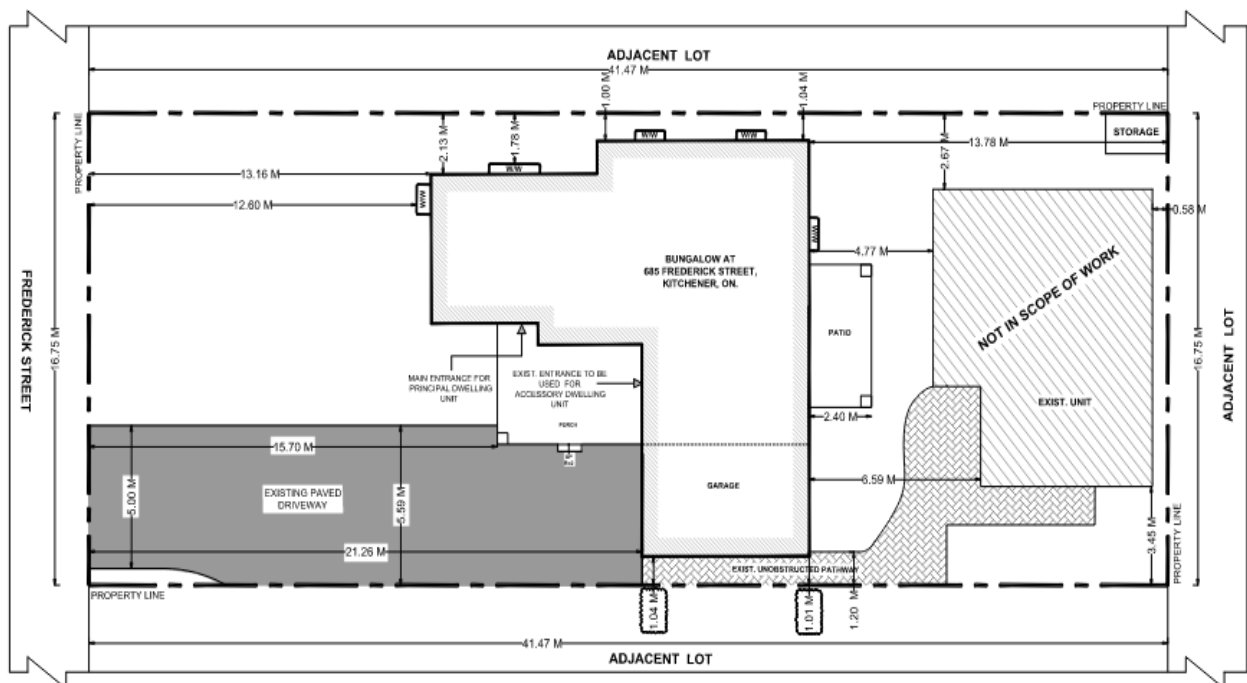 ADJACENT LOT
41.47 M
1.00 M
1.04 M
PROPERTY LINE
STORAGE
PROPERTY LINE
2.13 M
1.78 M
W/W
W/W
W/W
13.78 M
2.67 M
13.16 M
W/W
12.60 M
0.58 M
W/W
4.77 M
BUNGALOW AT
685 FREDERICK STREET,
KITCHENER, ON.
NOT IN SCOPE OF WORK
FREDERICK STREET
16.75 M
PATIO
16.75 M
ADJACENT LOT
MAIN ENTRANCE FOR
PRINCIPAL DWELLING
UNIT
EXIST. ENTRANCE TO BE
USED FOR
ACCESSORY DWELLING
UNIT
EXIST. UNIT
2.40 M
PORCH
15.70 M
5.00 M
EXISTING PAVED
DRIVEWAY
5.59 M
GARAGE
6.59 M
21.26 M
3.45 M
PROPERTY LINE
EXIST. UNOBSTRUCTED PATHWAY
PROPERTY LINE
1.04 M
1.01 M
1.20 M
41.47 M
ADJACENT LOT